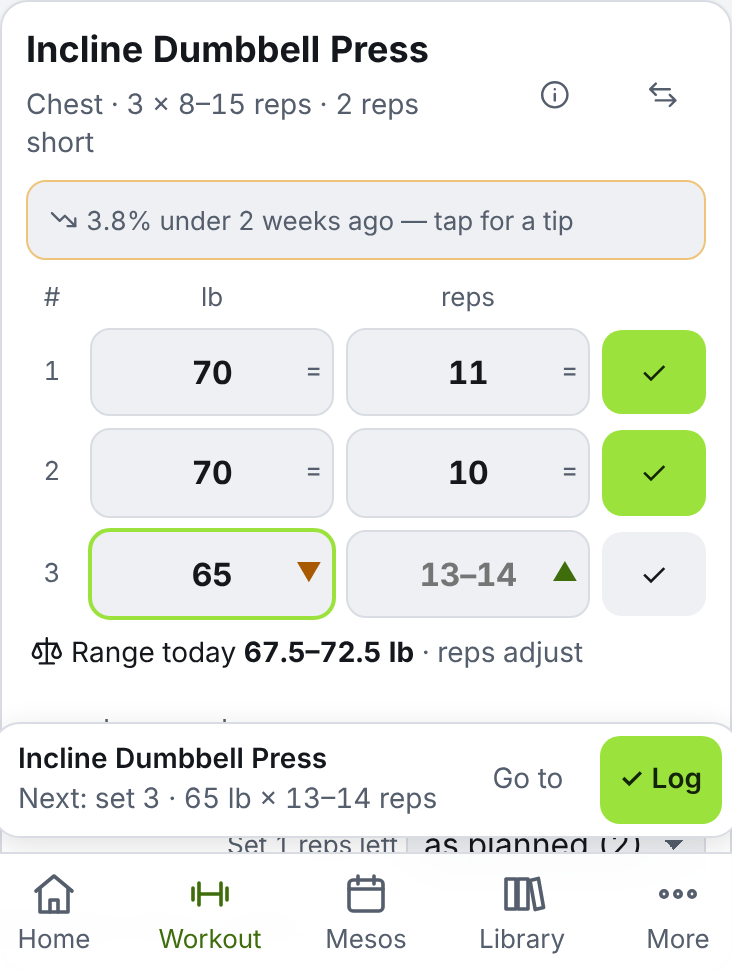 Incline Dumbbell Press
Chest · 3 × 8–15 reps · 2 reps
short
3.8% under 2 weeks ago — tap for a tip
# lb reps
1 70 = 11 =
2 70 = 10 =
3 65 13–14
Range today 67.5–72.5 lb · reps adjust
Incline Dumbbell Press
Next: set 3 · 65 lb × 13–14 reps
Go to
Log
Set 1 reps left as planned (2)
Home Workout Mesos Library More